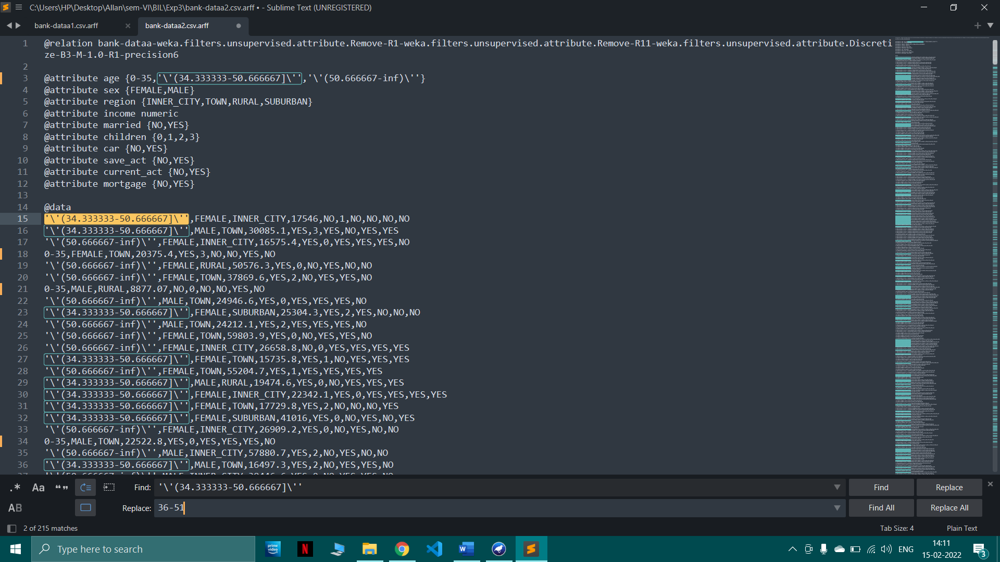 C:\Users\HP\Desktop\Allan\sem-VI\BIL\Exp3\bank-dataa2.csv.arff • - Sublime Text (UNREGISTERED)
bank-dataa1.csv.arff
bank-dataa2.csv.arff
1 @relation bank-dataa-weka.filters.unsupervised.attribute.Remove-R1-weka.filters.unsupervised.attribute.Remove-R11-weka.filters.unsupervised.attribute.Discreti
ze-B3-M-1.0-R1-precision6
2
3 @attribute age {0-35,'\'(34.333333-50.666667]\'','\'(50.666667-inf)\''}
4 @attribute sex {FEMALE,MALE}
5 @attribute region {INNER_CITY,TOWN,RURAL,SUBURBAN}
6 @attribute income numeric
7 @attribute married {NO,YES}
8 @attribute children {0,1,2,3}
9 @attribute car {NO,YES}
10 @attribute save_act {NO,YES}
11 @attribute current_act {NO,YES}
12 @attribute mortgage {NO,YES}
13
14 @data
15 '\'(34.333333-50.666667]\'',FEMALE,INNER_CITY,17546,NO,1,NO,NO,NO,NO
16 '\'(34.333333-50.666667]\'',MALE,TOWN,30085.1,YES,3,YES,NO,YES,YES
17 '\'(50.666667-inf)\'',FEMALE,INNER_CITY,16575.4,YES,0,YES,YES,YES,NO
18 0-35,FEMALE,TOWN,20375.4,YES,3,NO,NO,YES,NO
19 '\'(50.666667-inf)\'',FEMALE,RURAL,50576.3,YES,0,NO,YES,NO,NO
20 '\'(50.666667-inf)\'',FEMALE,TOWN,37869.6,YES,2,NO,YES,YES,NO
21 0-35,MALE,RURAL,8877.07,NO,0,NO,NO,YES,NO
22 '\'(50.666667-inf)\'',MALE,TOWN,24946.6,YES,0,YES,YES,YES,NO
23 '\'(34.333333-50.666667]\'',FEMALE,SUBURBAN,25304.3,YES,2,YES,NO,NO,NO
24 '\'(50.666667-inf)\'',MALE,TOWN,24212.1,YES,2,YES,YES,YES,NO
25 '\'(50.666667-inf)\'',FEMALE,TOWN,59803.9,YES,0,NO,YES,YES,NO
26 '\'(50.666667-inf)\'',FEMALE,INNER_CITY,26658.8,NO,0,YES,YES,YES,YES
27 '\'(34.333333-50.666667]\'',FEMALE,TOWN,15735.8,YES,1,NO,YES,YES,YES
28 '\'(50.666667-inf)\'',FEMALE,TOWN,55204.7,YES,1,YES,YES,YES,YES
29 '\'(34.333333-50.666667]\'',MALE,RURAL,19474.6,YES,0,NO,YES,YES,YES
30 '\'(34.333333-50.666667]\'',FEMALE,INNER_CITY,22342.1,YES,0,YES,YES,YES,YES
31 '\'(34.333333-50.666667]\'',FEMALE,TOWN,17729.8,YES,2,NO,NO,NO,YES
32 '\'(34.333333-50.666667]\'',FEMALE,SUBURBAN,41016,YES,0,NO,YES,NO,YES
33 '\'(50.666667-inf)\'',FEMALE,INNER_CITY,26909.2,YES,0,NO,YES,NO,NO
34 0-35,MALE,TOWN,22522.8,YES,0,YES,YES,YES,NO
35 '\'(50.666667-inf)\'',MALE,INNER_CITY,57880.7,YES,2,NO,YES,NO,NO
36 '\'(34.333333-50.666667]\'',MALE,TOWN,16497.3,YES,2,NO,YES,YES,NO
.* Aa “” Find: '\'(34.333333-50.666667]\'' Find Replace
AB Replace: 36-51 Find All Replace All
2 of 215 matches Tab Size: 4 Plain Text
Type here to search
prime video
N
W
ENG
14:11
15-02-2022
3